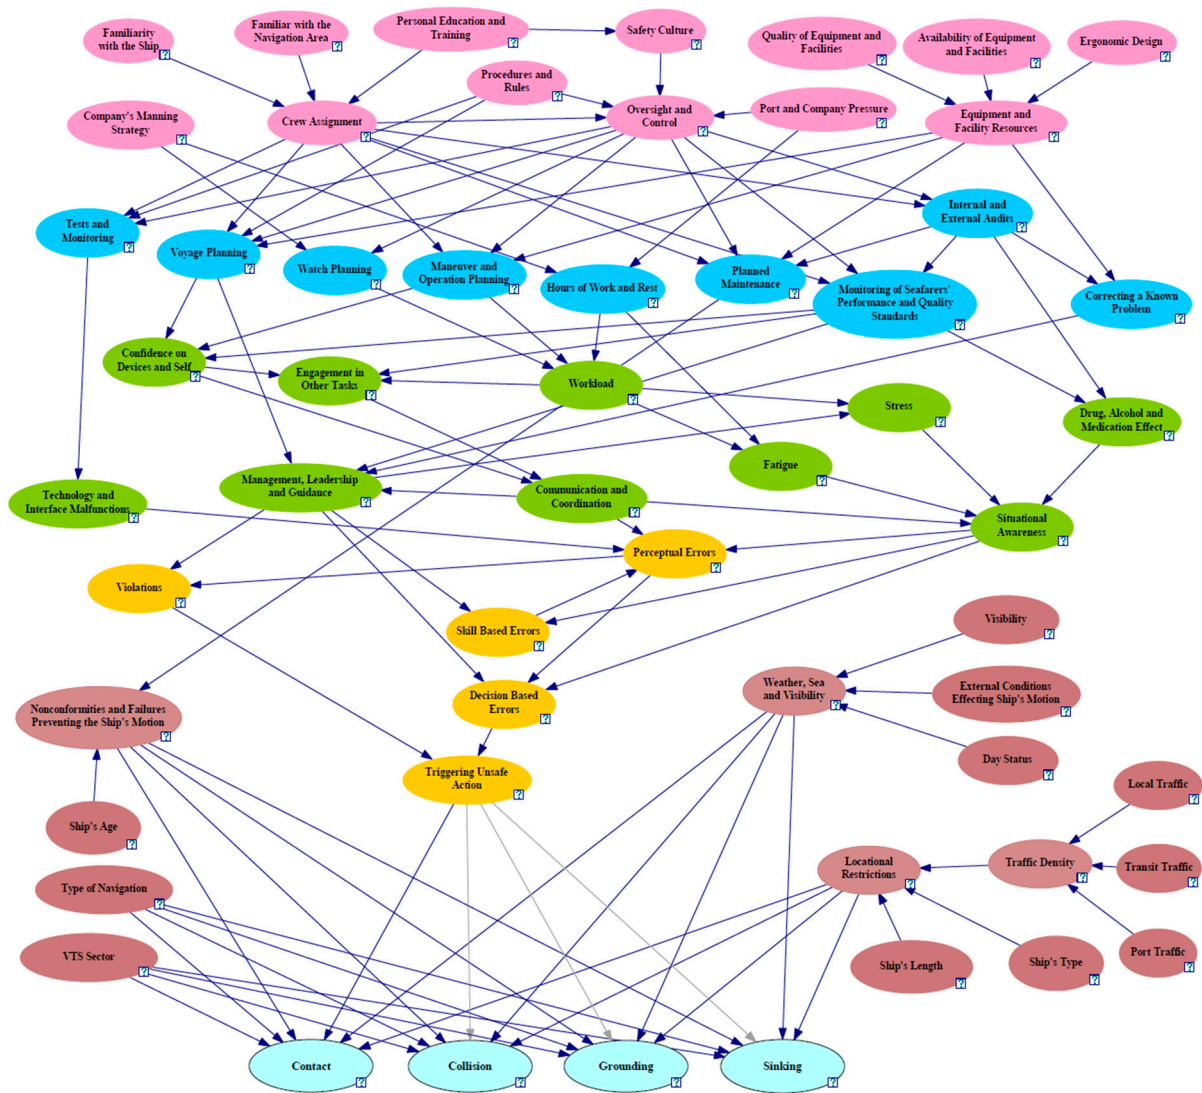 Familiarity
with the Ship
Familiar with the
Navigation Area
Personal Education and
Training
Safety Culture
Quality of Equipment and
Facilities
Availability of Equipment
and Facilities
Ergonomic Design
Company's Manning
Strategy
Crew Assignment
Procedures and
Rules
Oversight and
Control
Port and Company Pressure
Equipment and
Facility Resources
Tests and
Monitoring
Voyage Planning
Watch Planning
Maneuver and
Operation Planning
Hours of Work and Rest
Planned
Maintenance
Monitoring of Seafarers'
Performance and Quality
Standards
Internal and
External Audits
Correcting a Known
Problem
Confidence on
Devices and Self
Engagement in
Other Tasks
Workload
Stress
Drug, Alcohol and
Medication Effect
Technology and
Interface Malfunctions
Management, Leadership
and Guidance
Communication and
Coordination
Fatigue
Situational
Awareness
Violations
Perceptual Errors
Skill Based Errors
Decision Based
Errors
Triggering Unsafe
Action
Nonconformities and Failures
Preventing the Ship's Motion
Ship's Age
Type of Navigation
VTS Sector
Weather, Sea
and Visibility
Visibility
External Conditions
Effecting Ship's Motion
Day Status
Locational
Restrictions
Traffic Density
Local Traffic
Transit Traffic
Port Traffic
Ship's Length
Ship's Type
Contact
Collision
Grounding
Sinking